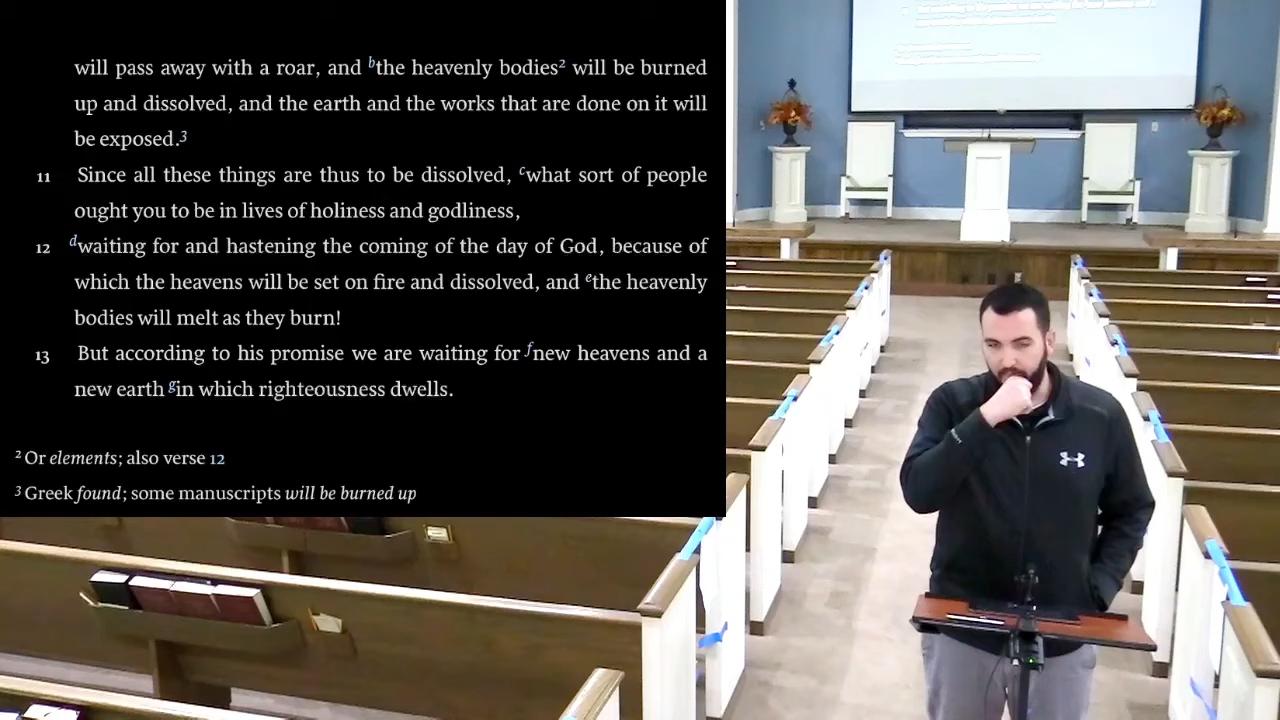 will pass away with a roar, and bthe heavenly bodies2 will be burned
up and dissolved, and the earth and the works that are done on it will
be exposed.3
11 Since all these things are thus to be dissolved, cwhat sort of people
ought you to be in lives of holiness and godliness,
12 dwaiting for and hastening the coming of the day of God, because of
which the heavens will be set on fire and dissolved, and ethe heavenly
bodies will melt as they burn!
13 But according to his promise we are waiting for fnew heavens and a
new earth gin which righteousness dwells.
2 Or elements; also verse 12
3 Greek found; some manuscripts will be burned up